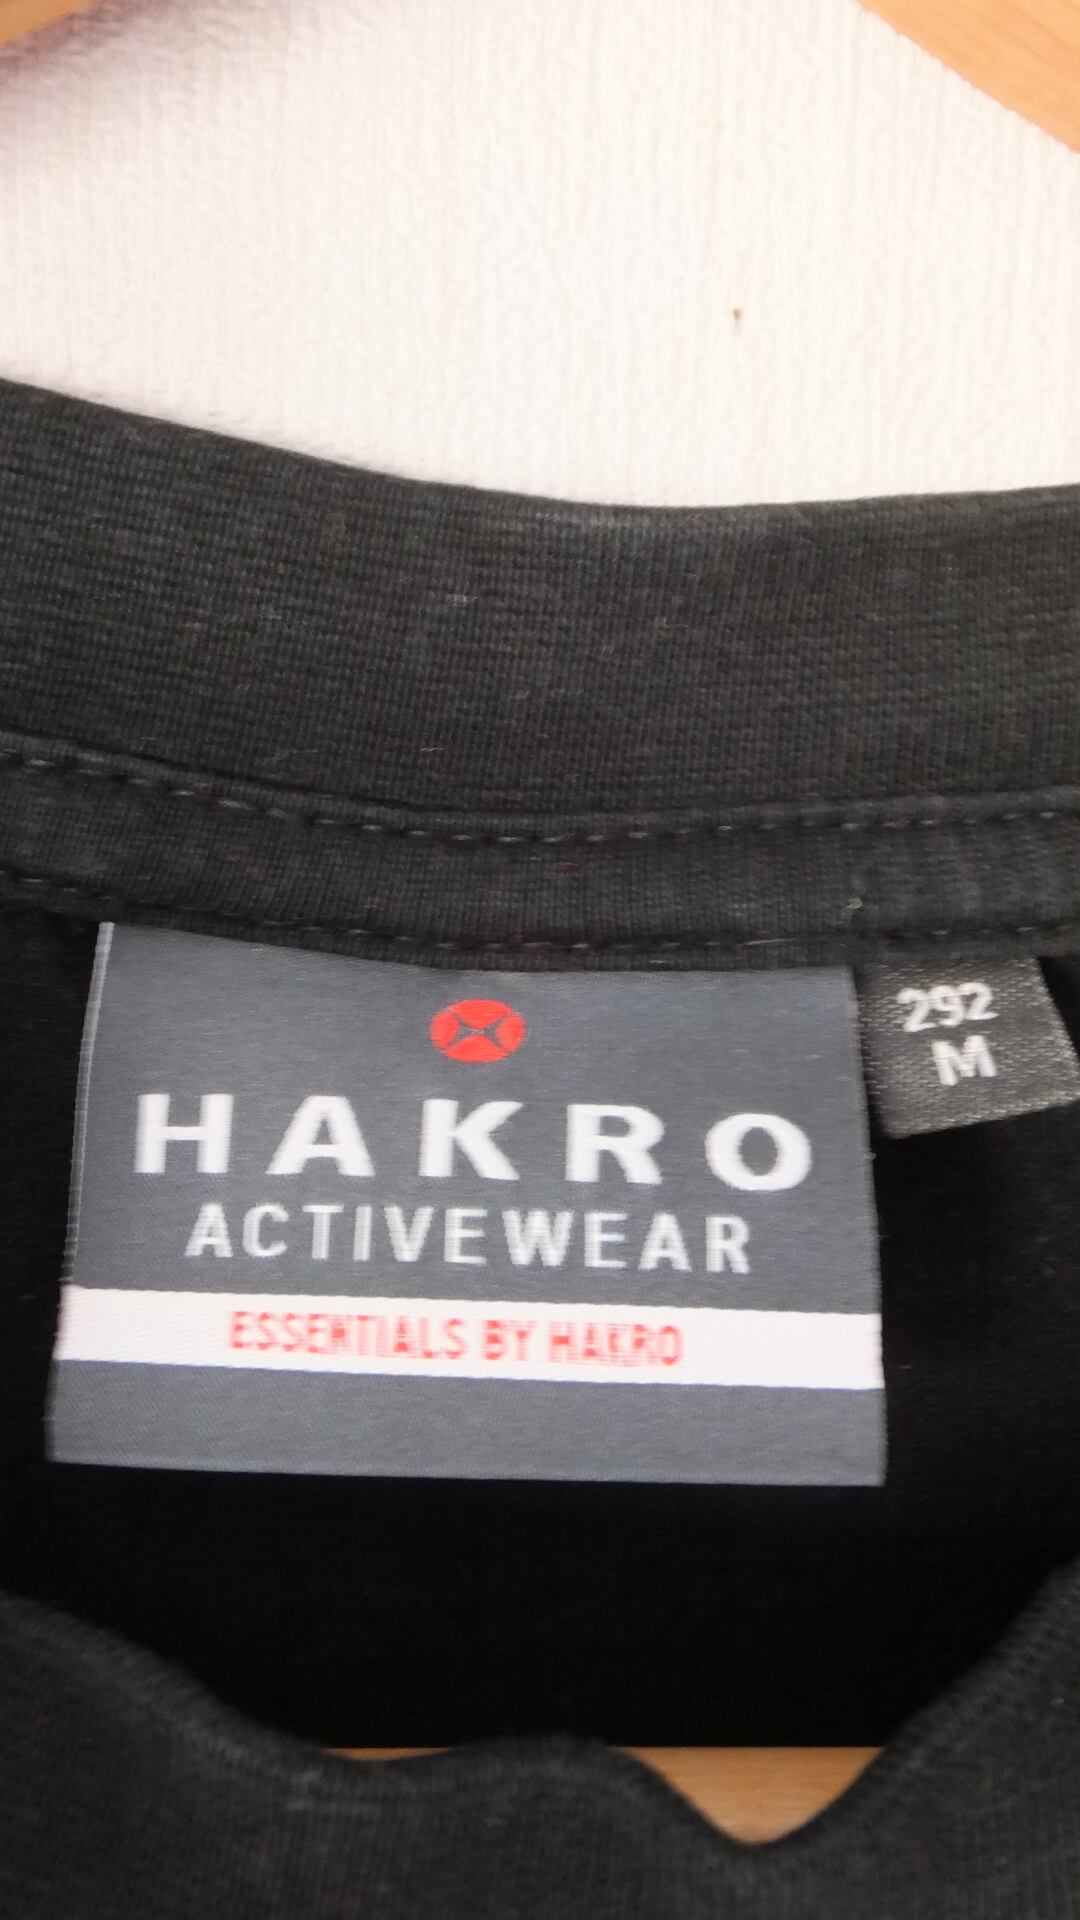 HAKRO
ACTIVEWEAR
ESSENTIALS BY HAKRO
292
M